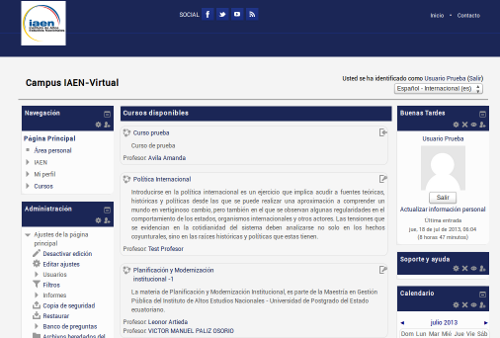 iaen
SOCIAL
Inicio
Contacto
Campus IAEN-Virtual
Usted se ha identificado como Usuario Prueba (Salir)
Español - Internacional (es)
Navegación
Página Principal
Área personal
IAEN
Mi perfil
Cursos
Administración
Ajustes de la página
principal
Desactivar edición
Editar ajustes
Usuarios
Filtros
Informes
Copia de seguridad
Restaurar
Banco de preguntas
Archivos heredados del
Cursos disponibles
Curso prueba
Curso de prueba
Profesor: Avila Amanda
Política Internacional
Introducirse en la política internacional es un ejercicio que implica acudir a fuentes teóricas,
históricas y políticas desde las que se puede realizar una aproximación a comprender un
mundo en vertiginoso cambio, pero también en el que se observan algunas regularidades en el
comportamiento de los estados, organismos internacionales y otros actores. Las tensiones que
se evidencian en la cotidianidad del sistema deben analizarse no solo en los hechos
coyunturales, sino en las raíces históricas y políticas que estas tienen.
Profesor: Test Profesor
Planificación y Modernización
institucional -1
La materia de Planificación y Modernización Institucional, es parte de la Maestría en Gestión
Pública del Instituto de Altos Estudios Nacionales - Universidad de Postgrado del Estado
ecuatoriano.
Profesor: Leonor Artieda
Profesor: VICTOR MANUEL PALIZ OSORIO
Buenas Tardes
Usuario Prueba
Salir
Actualizar información personal
Última entrada
jue, 18 de jul de 2013, 06:04
(8 horas 47 minutos)
Soporte y ayuda
Calendario
julio 2013
Dom Lun Mar Mié Jue Vie Sáb